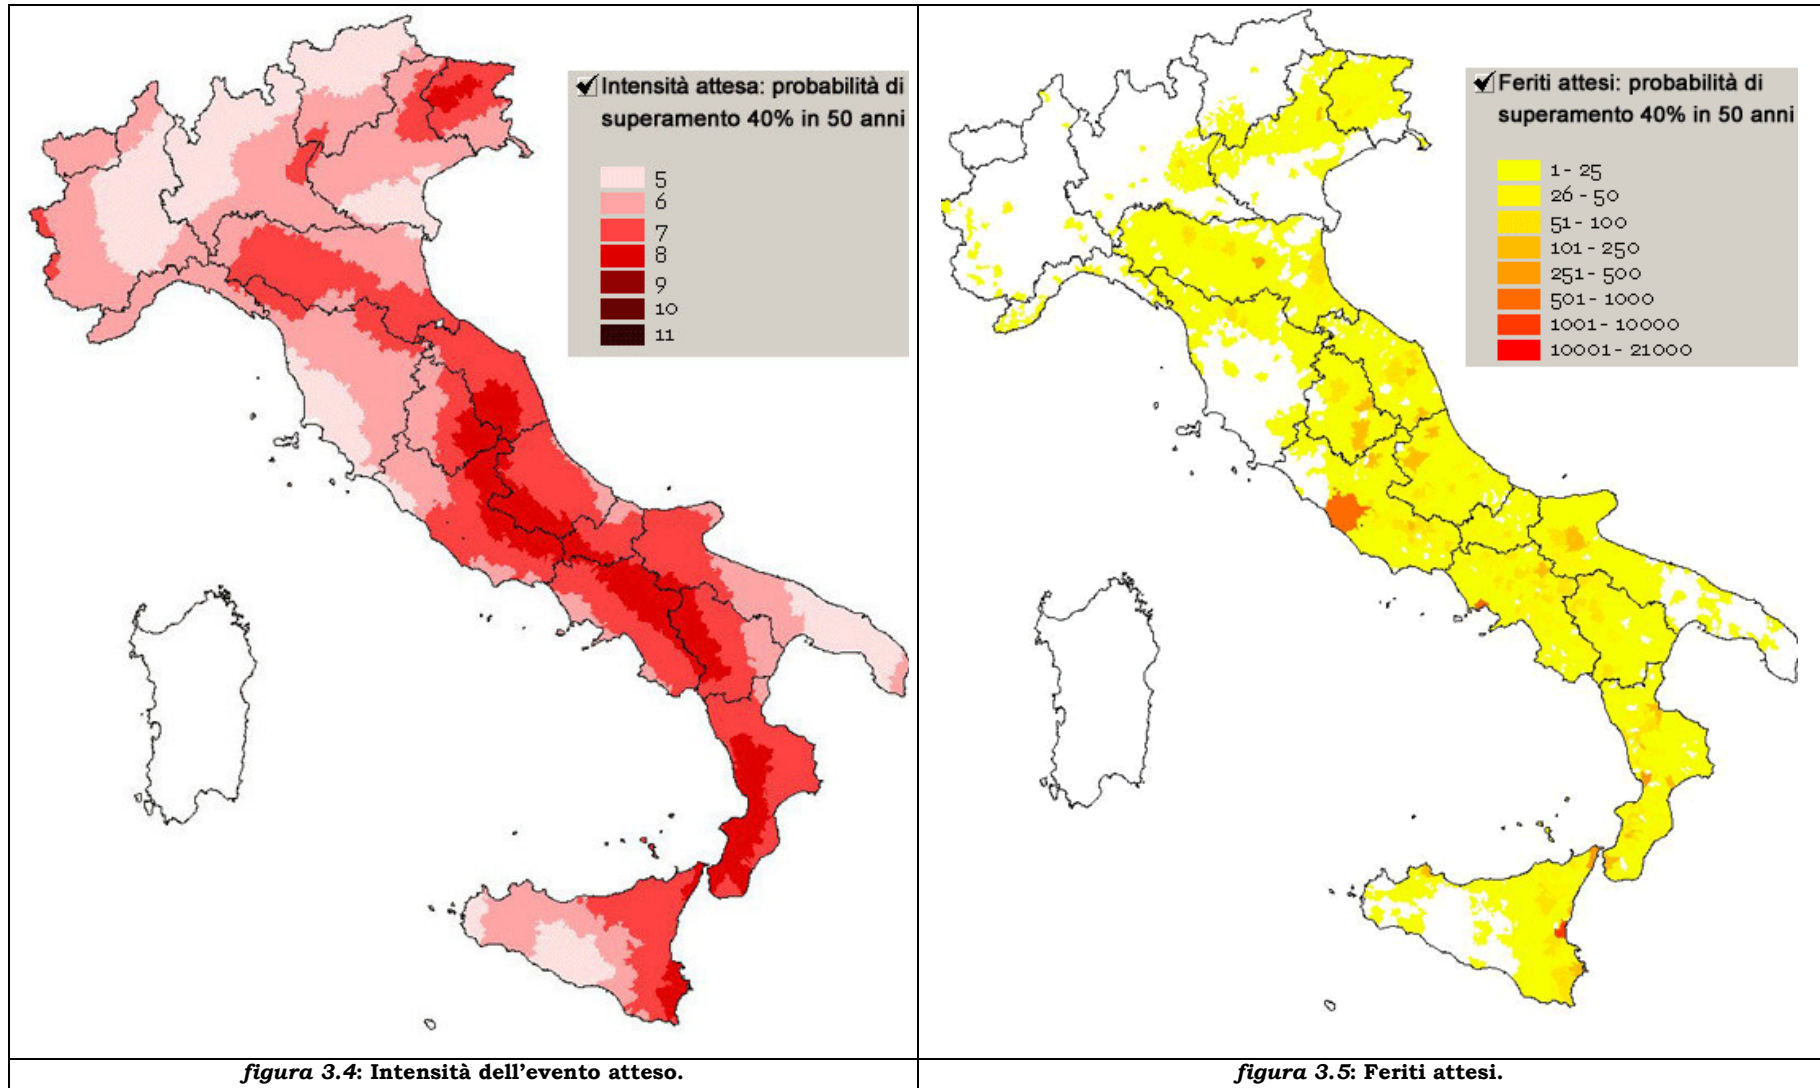 Intensità attesa: probabilità di
superamento 40% in 50 anni
5
6
7
8
9
10
11
Feriti attesi: probabilità di
superamento 40% in 50 anni
1 - 25
26 - 50
51 - 100
101 - 250
251 - 500
501 - 1000
1001 - 10000
10001 - 21000
figura 3.4: Intensità dell'evento atteso.
figura 3.5: Feriti attesi.